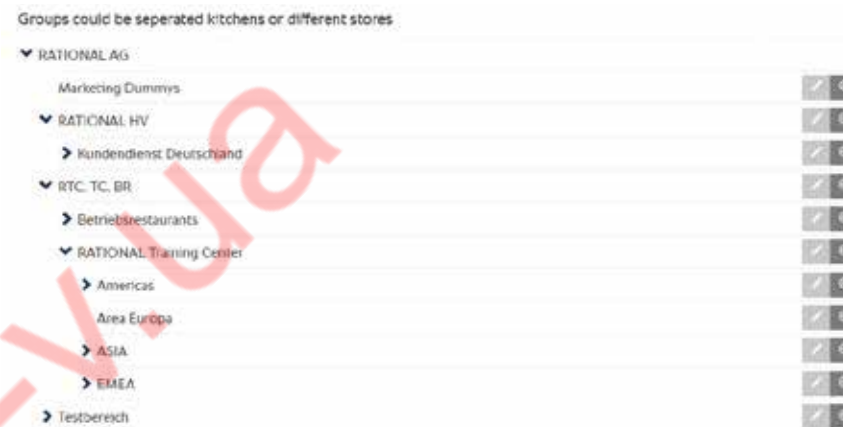 Groups could be seperated kitchens or different stores
RATIONAL AG
Marketing Dummys
RATIONAL HV
Kundendienst Deutschland
RTC, TC, BR
Betriebsrestaurants
RATIONAL Training Center
Americas
Area Europa
ASIA
EMEA
Testbereich
v.ua